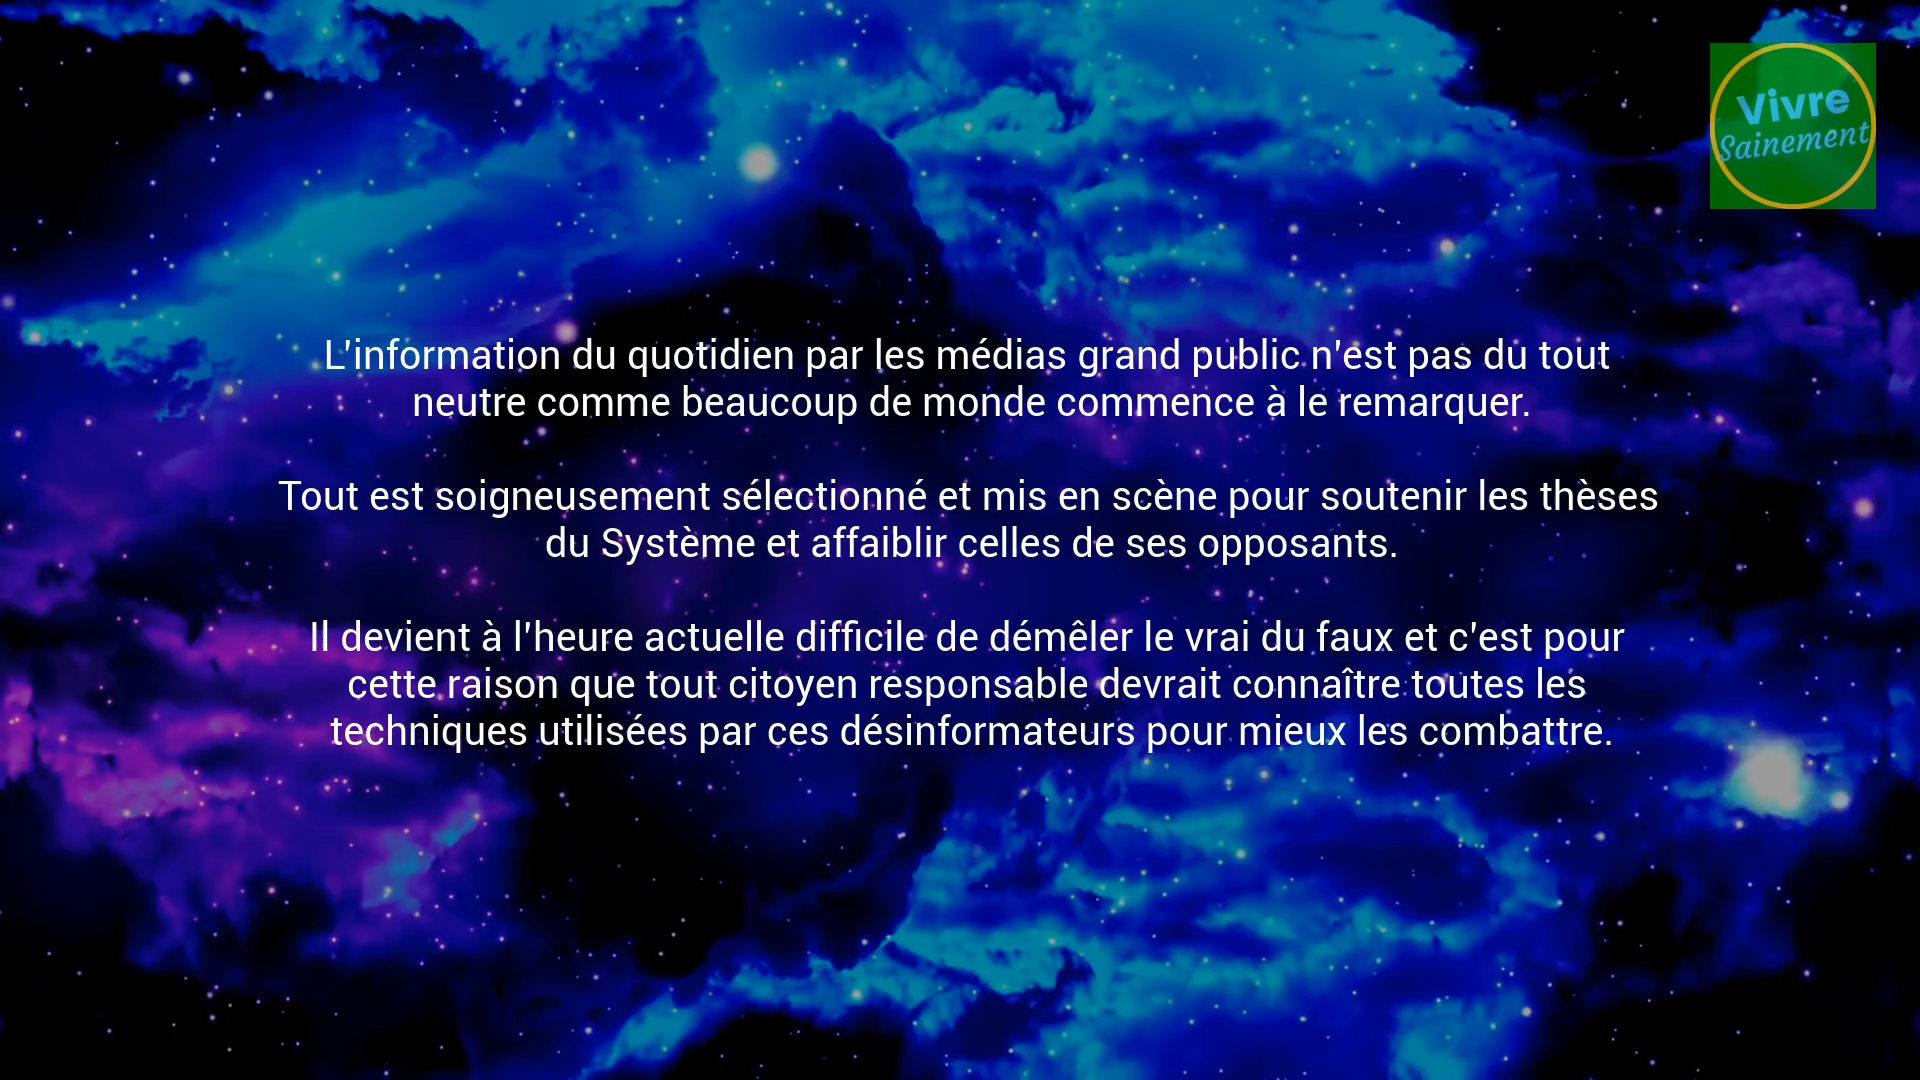 Vivre
Sainement
L'information du quotidien par les médias grand public n'est pas du tout
neutre comme beaucoup de monde commence à le remarquer.
Tout est soigneusement sélectionné et mis en scène pour soutenir les thèses
du Système et affaiblir celles de ses opposants.
Il devient à l'heure actuelle difficile de démêler le vrai du faux et c'est pour
cette raison que tout citoyen responsable devrait connaître toutes les
techniques utilisées par ces désinformateurs pour mieux les combattre.